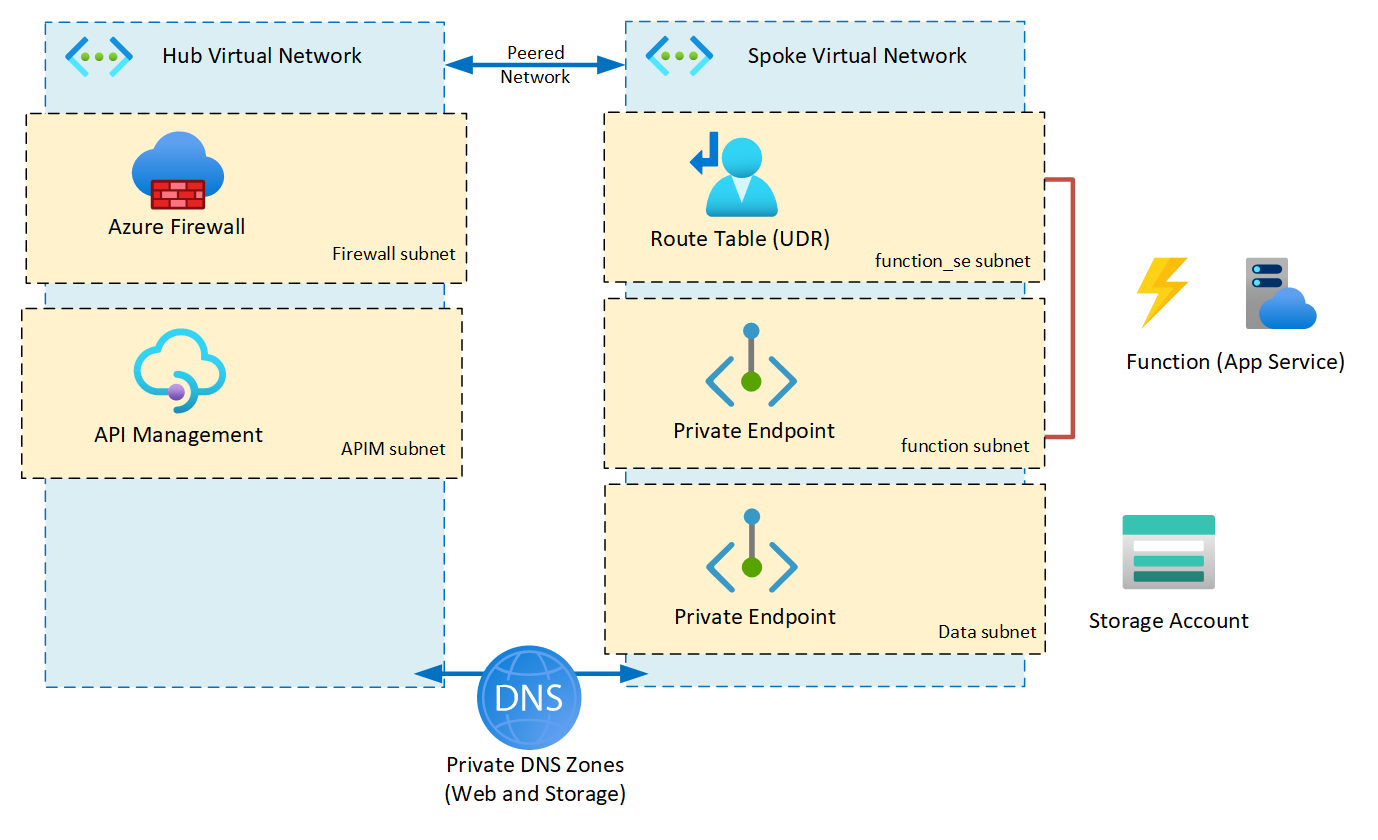 Hub Virtual Network
Peered
Network
Spoke Virtual Network
Azure Firewall
Firewall subnet
Route Table (UDR)
function_se subnet
API Management
APIM subnet
Private Endpoint
function subnet
Function (App Service)
Private Endpoint
Data subnet
Storage Account
DNS
Private DNS Zones
(Web and Storage)